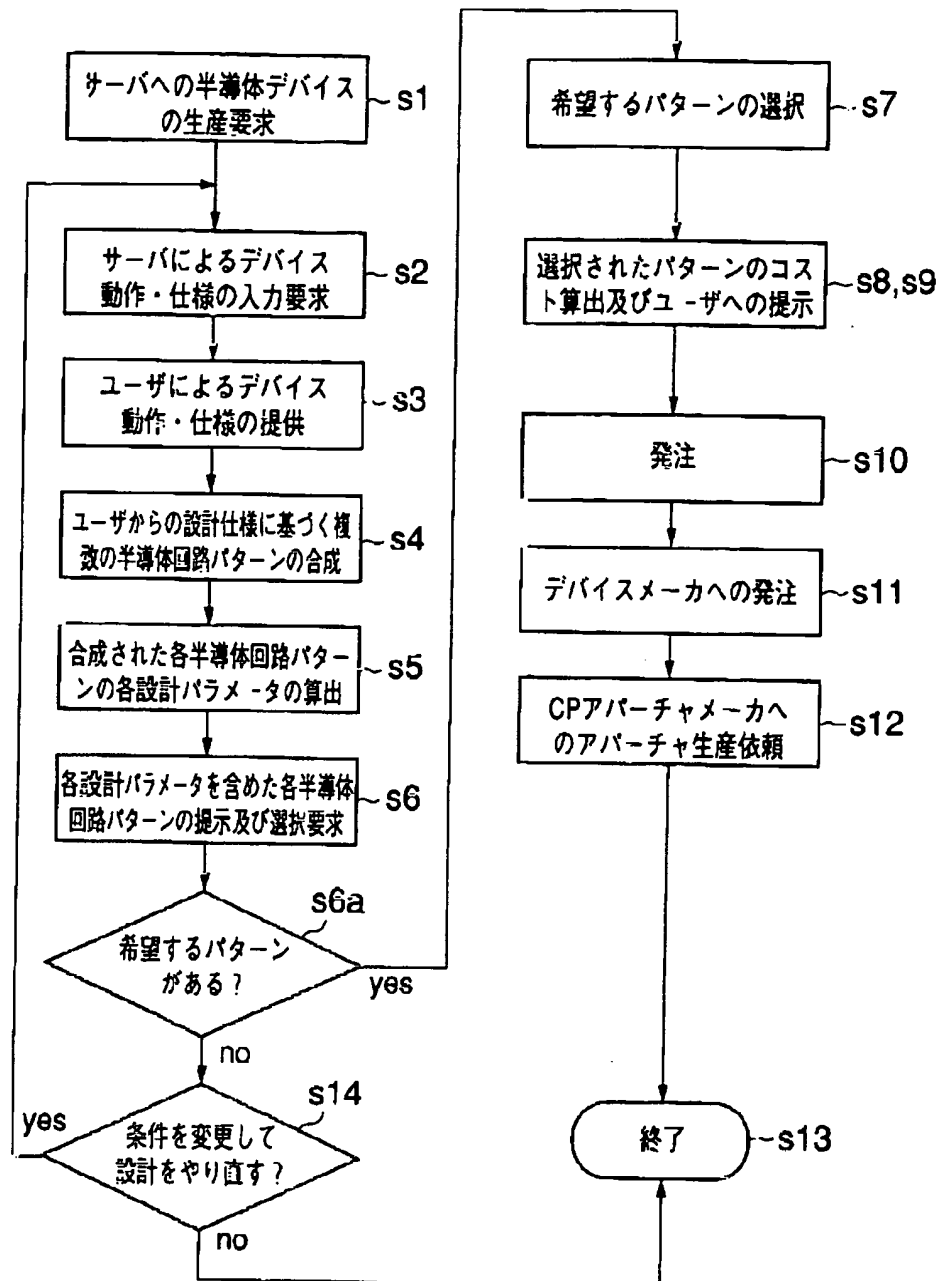 サーバへの半導体デバイス
の生産要求
s1
サーバによるデバイス
動作・仕様の入力要求
s2
ユーザによるデバイス
動作・仕様の提供
s3
ユーザからの設計仕様に基づく複
数の半導体回路パターンの合成
s4
合成された各半導体回路パター
ンの各設計パラメータの算出
s5
各設計パラメータを含めた各半導体
回路パターンの提示及び選択要求
s6
s6a
希望するパターン
がある？
yes
no
s14
yes
条件を変更して
設計をやり直す？
no
希望するパターンの選択
s7
選択されたパターンのコス
ト算出及びユーザへの提示
s8,s9
発注
s10
デバイスメーカへの発注
s11
CPアパーチャメーカへ
のアパーチャ生産依頼
s12
終了
s13